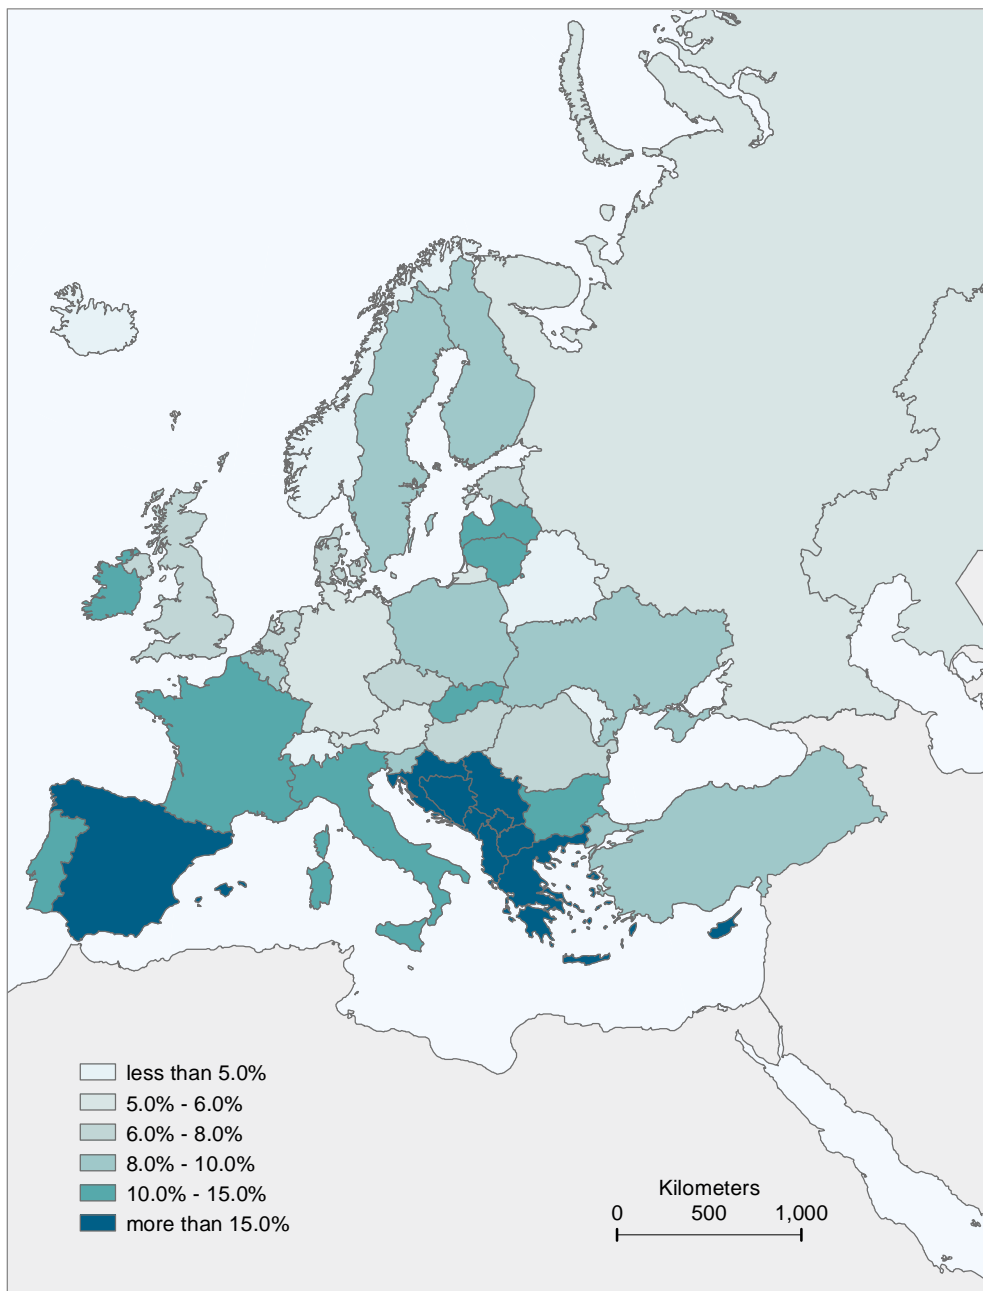 less than 5.0%
5.0% - 6.0%
6.0% - 8.0%
8.0% - 10.0%
10.0% - 15.0%
more than 15.0%
Kilometers
0 500 1,000